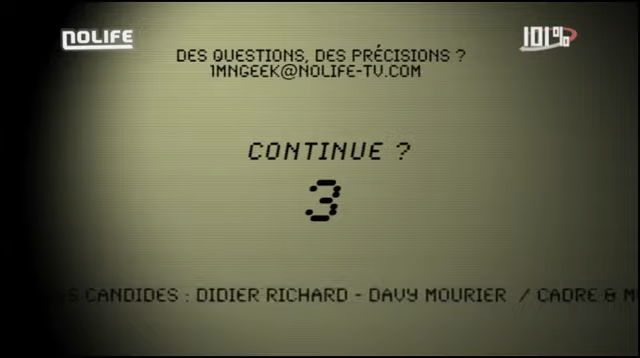 NOLIFE
101%
DES QUESTIONS, DES PRÉCISIONS ?
1MNGEEK@NOLIFE-TV.COM
CONTINUE ?
3
CANDIDES : DIDIER RICHARD - DAVY MOURIER / CADRE &